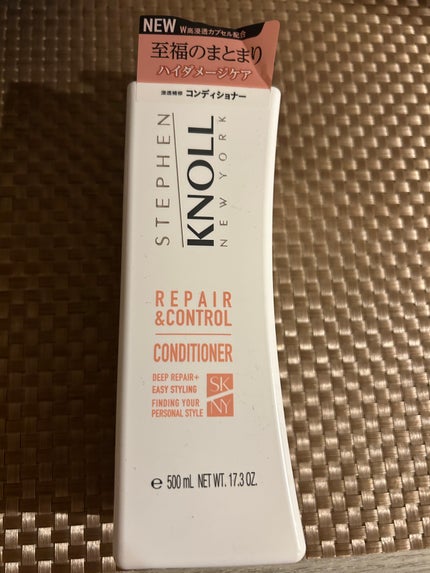 NEW W高浸透カプセル配合
至福のまとまり
ハイダメージケア
浸透補修 コンディショナー
STEPHEN
KNOLL
NEW YORK
REPAIR
&CONTROL
CONDITIONER
DEEP REPAIR+
EASY STYLING
FINDING YOUR
PERSONAL STYLE
SK
NY
e 500 mL NET WT. 17.3 OZ.